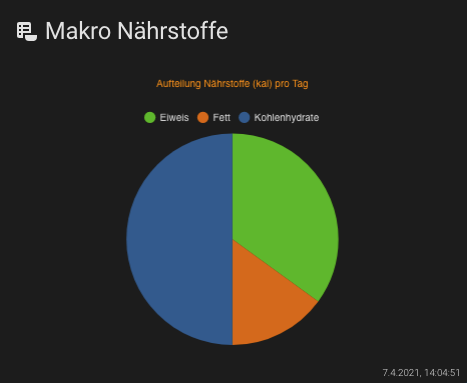 Makro Nährstoffe
Aufteilung Nährstoffe (kal) pro Tag
Eiweis Fett Kohlenhydrate
7.4.2021, 14:04:51